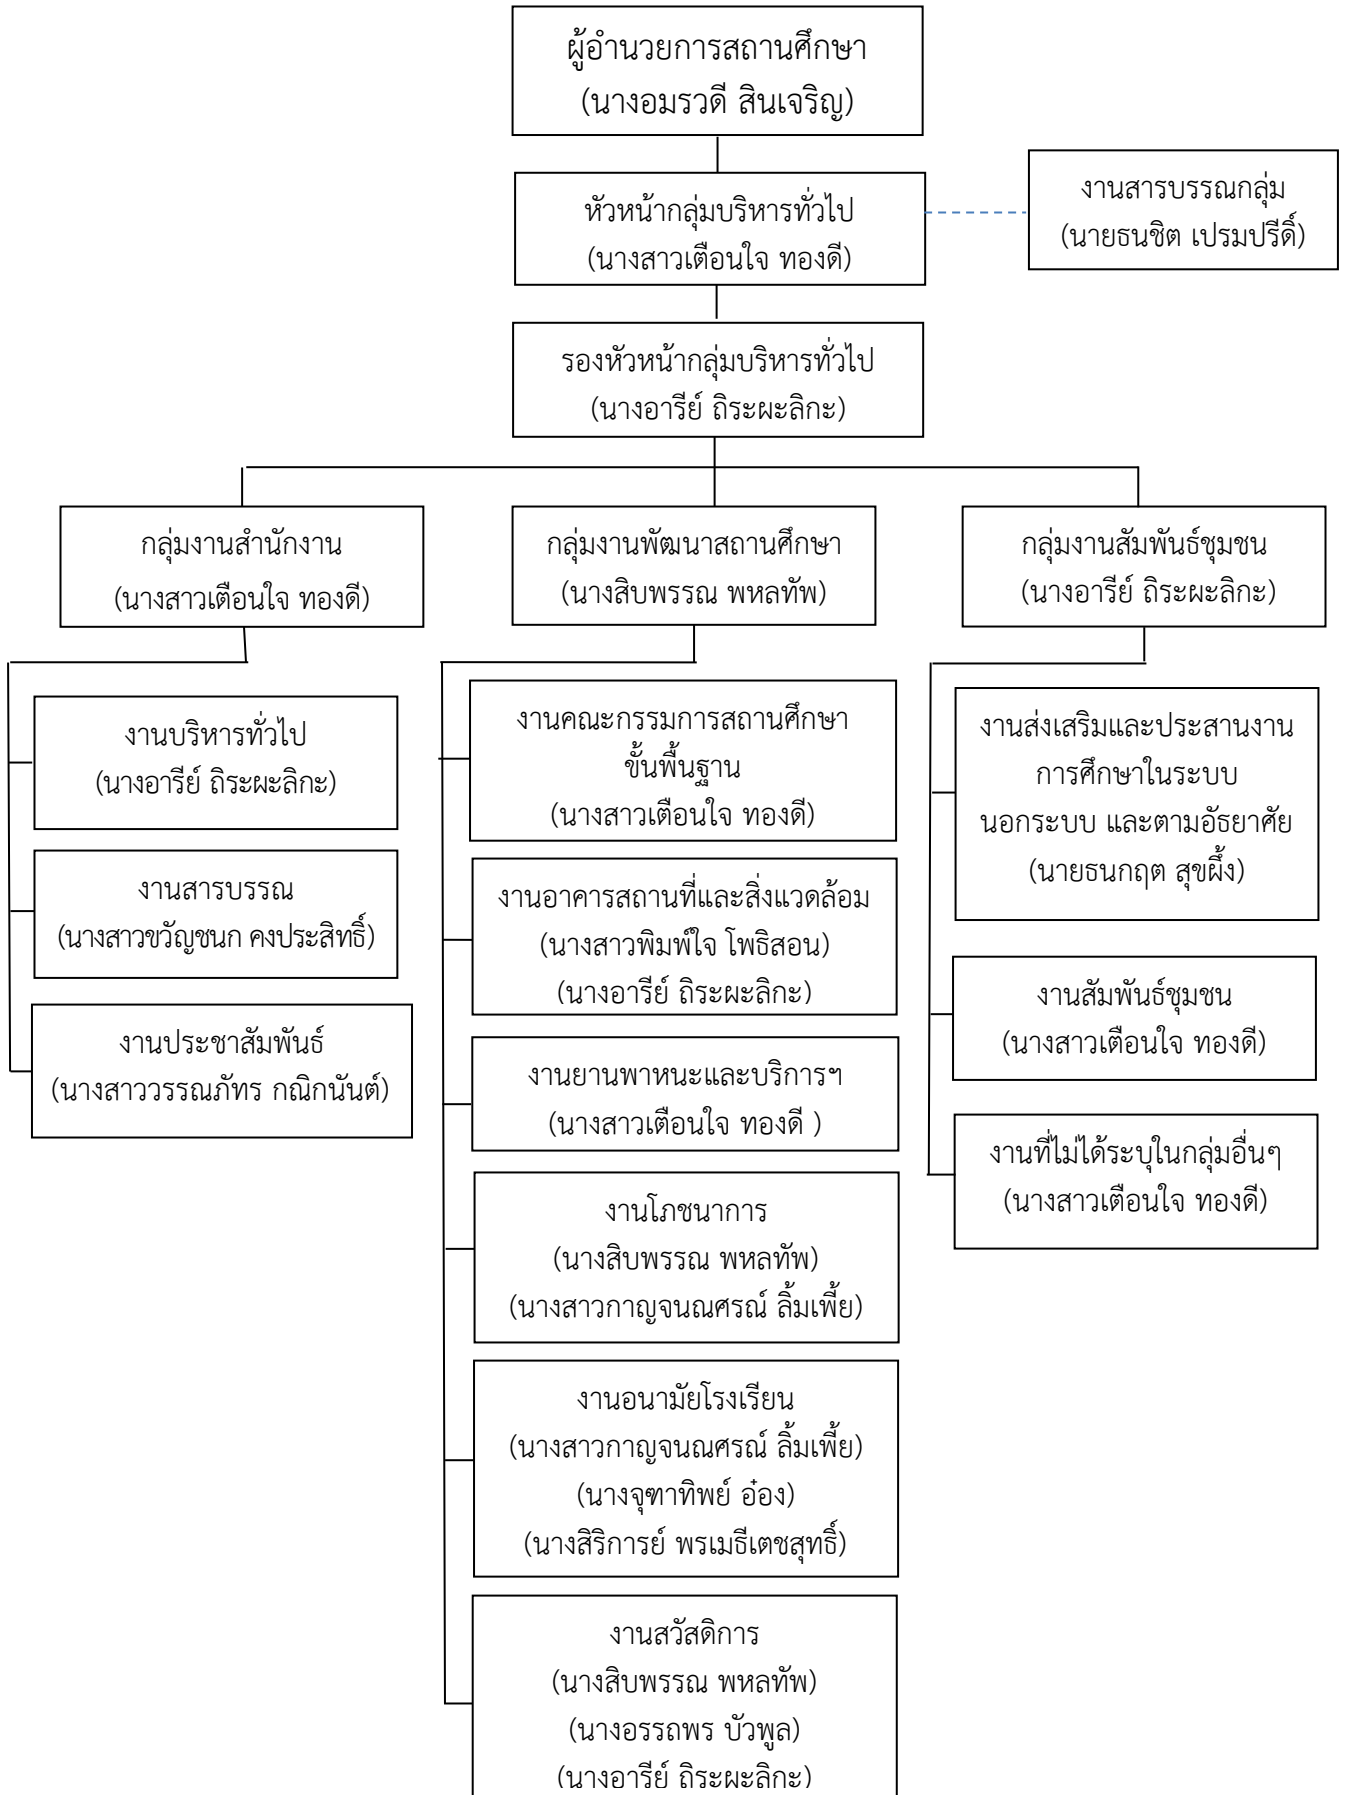 ผู้อำนวยการสถานศึกษา
(นางอมรวดี สินเจริญ)
หัวหน้ากลุ่มบริหารทั่วไป
(นางสาวเตือนใจ ทองดี)
งานสารบรรณกลุ่ม
(นายธนชิต เปรมปรีดิ์)
รองหัวหน้ากลุ่มบริหารทั่วไป
(นางอารีย์ ถิระผะลิกะ)
กลุ่มงานสำนักงาน
(นางสาวเตือนใจ ทองดี)
งานบริหารทั่วไป
(นางอารีย์ ถิระผะลิกะ)
งานสารบรรณ
(นางสาวขวัญชนก คงประสิทธิ์)
งานประชาสัมพันธ์
(นางสาววรรณภัทร กณิกนันต์)
กลุ่มงานพัฒนาสถานศึกษา
(นางสิบพรรณ พหลทัพ)
งานคณะกรรมการสถานศึกษา
ขั้นพื้นฐาน
(นางสาวเตือนใจ ทองดี)
งานอาคารสถานที่และสิ่งแวดล้อม
(นางสาวพิมพ์ใจ โพธิสอน)
(นางอารีย์ ถิระผะลิกะ)
งานยานพาหนะและบริการฯ
(นางสาวเตือนใจ ทองดี )
งานโภชนาการ
(นางสิบพรรณ พหลทัพ)
(นางสาวกาญจนณศรณ์ ลิ้มเพี้ย)
งานอนามัยโรงเรียน
(นางสาวกาญจนณศรณ์ ลิ้มเพี้ย)
(นางจุฑาทิพย์ อ๋อง)
(นางสิริการย์ พรเมธีเตชสุทธิ์)
งานสวัสดิการ
(นางสิบพรรณ พหลทัพ)
(นางอรรถพร บัวพูล)
(นางอารีย์ ถิระผะลิกะ)
กลุ่มงานสัมพันธ์ชุมชน
(นางอารีย์ ถิระผะลิกะ)
งานส่งเสริมและประสานงาน
การศึกษาในระบบ
นอกระบบ และตามอัธยาศัย
(นายธนกฤต สุขผึ้ง)
งานสัมพันธ์ชุมชน
(นางสาวเตือนใจ ทองดี)
งานที่ไม่ได้ระบุในกลุ่มอื่นๆ
(นางสาวเตือนใจ ทองดี)